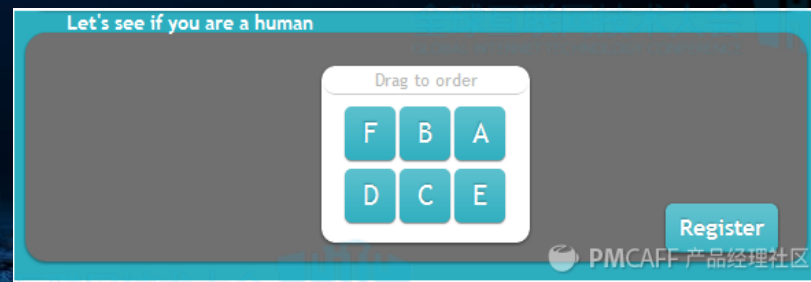 Let's see if you are a human
Drag to order
F B A
D C E
Register
PMCAFF 产品经理社区